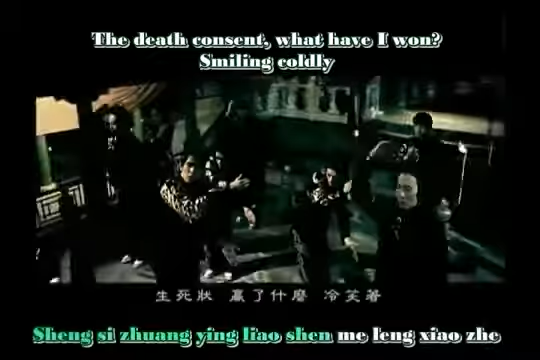 The death consent, what have I won?
Smiling coldly
生死狀 贏了什麼 冷笑著
Sheng si zhuang ying liao shen me leng xiao zhe